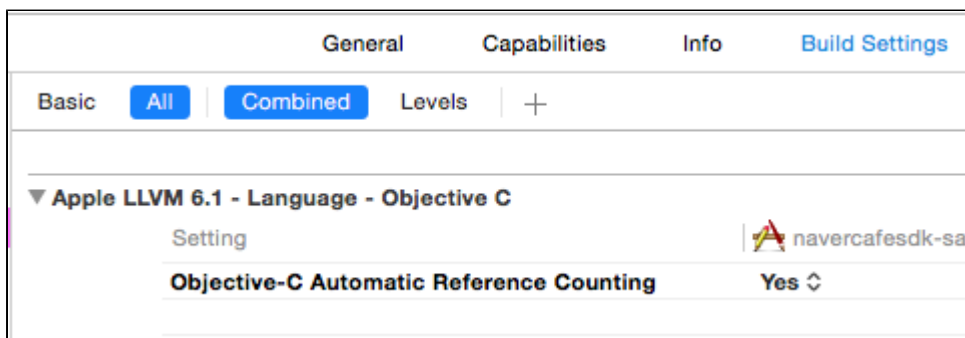 General Capabilities Info Build Settings
Basic All Combined Levels +
Apple LLVM 6.1 - Language - Objective C
Setting navercafesdk-sa
Objective-C Automatic Reference Counting Yes